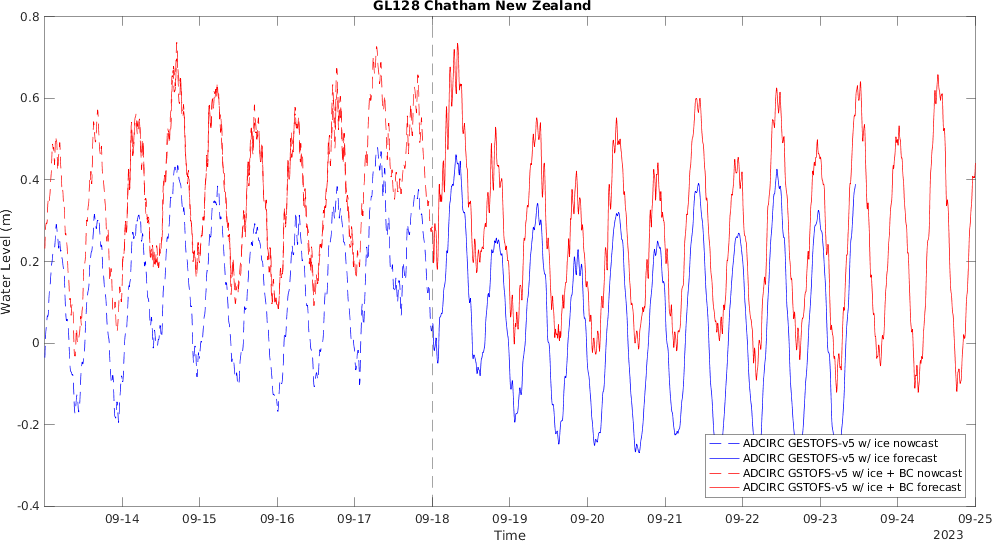 GL128 Chatham New Zealand
Water Level (m)
0.8
0.6
0.4
0.2
0
-0.2
-0.4
ADCIRC GESTOFS-v5 w/ ice nowcast
ADCIRC GESTOFS-v5 w/ ice forecast
ADCIRC GSTOFS-v5 w/ ice + BC nowcast
ADCIRC GSTOFS-v5 w/ ice + BC forecast
09-14 09-15 09-16 09-17 09-18 09-19 09-20 09-21 09-22 09-23 09-24 09-25
Time
2023